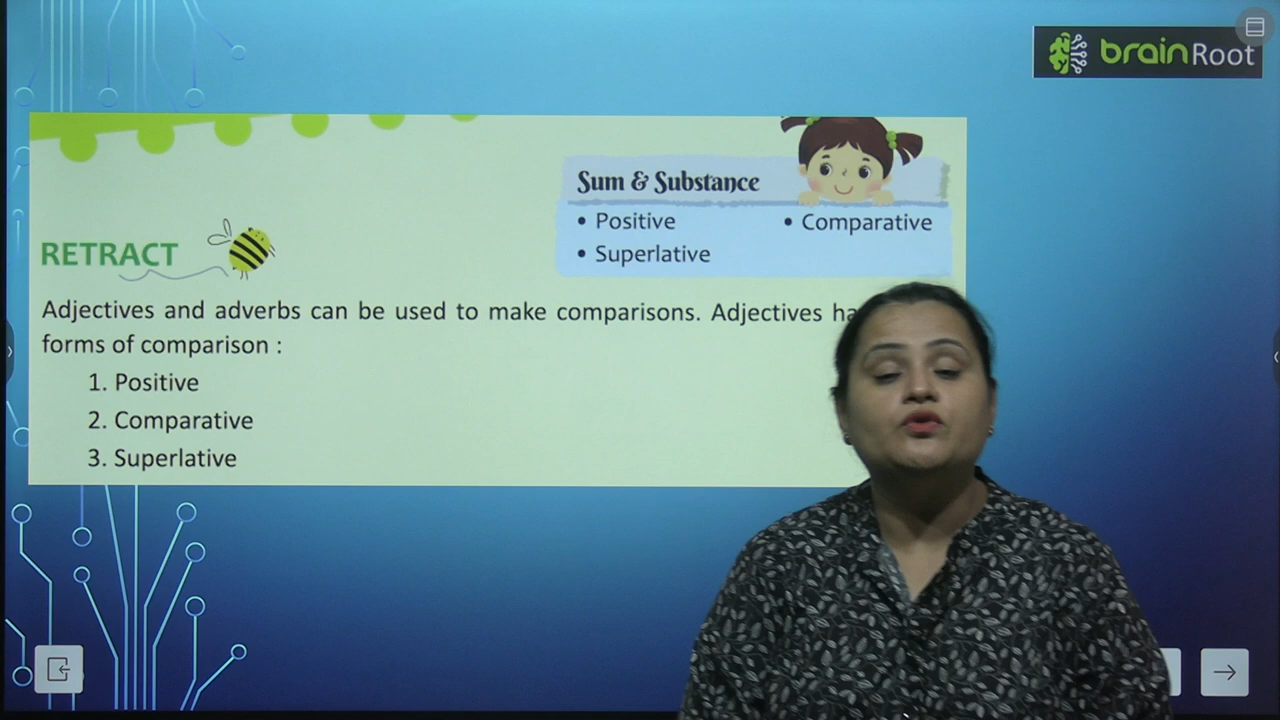 brainRoot
Sum & Substance
• Positive • Comparative
• Superlative
RETRACT
Adjectives and adverbs can be used to make comparisons. Adjectives
forms of comparison :
1. Positive
2. Comparative
3. Superlative